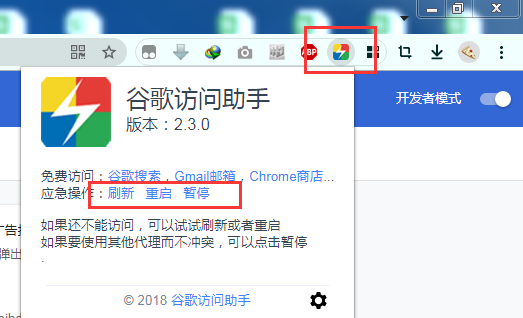 ABP
开发者模式
谷歌访问助手
版本：2.3.0
免费访问：谷歌搜索，Gmail邮箱，Chrome商店...
应急操作：刷新 重启 暂停
如果还不能访问，可以试试刷新或者重启
如果要使用其他代理而不冲突，可以点击暂停
.
© 2018 谷歌访问助手